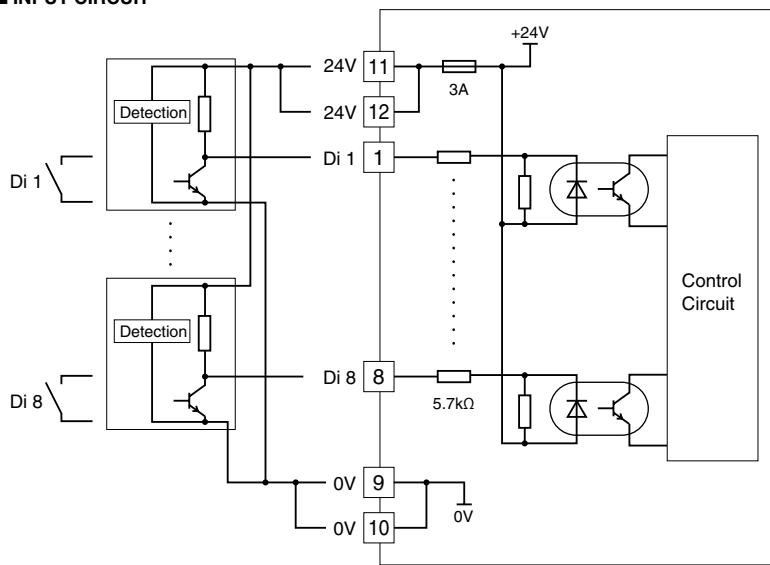 INPUT CIRCUIT
+24V
24V 11
3A
24V 12
Detection
Di 1 1
Di 1
Control
Circuit
Detection
Di 8 8
Di 8
5.7kΩ
0V 9
0V
0V 10